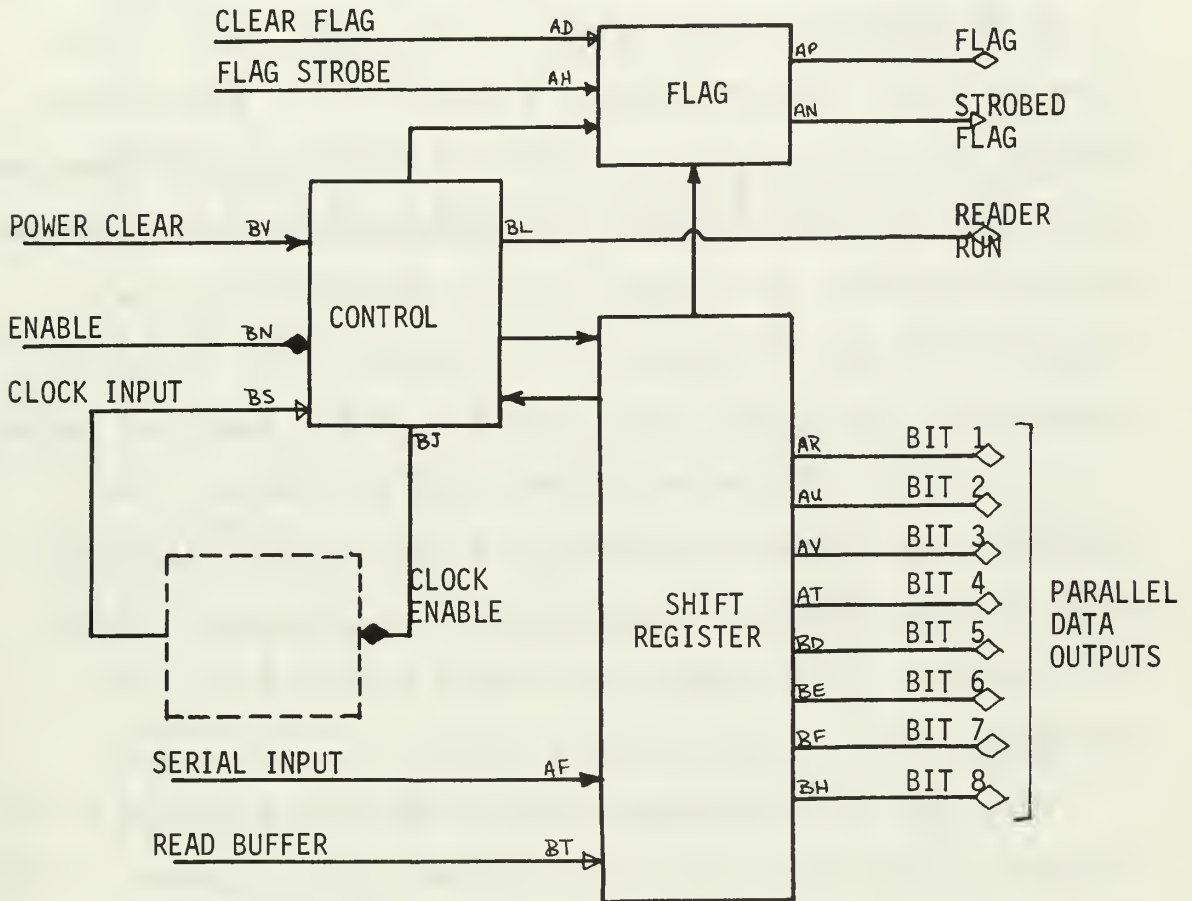 CLEAR FLAG
AD
FLAG STROBE
AH
FLAG
AP
FLAG
AN
STROBED
FLAG
POWER CLEAR
BV
BL
READER
RUN
ENABLE
BN
CONTROL
CLOCK INPUT
BS
BJ
CLOCK
ENABLE
SHIFT
REGISTER
AR
BIT 1
AU
BIT 2
AV
BIT 3
AT
BIT 4
BD
BIT 5
BE
BIT 6
BF
BIT 7
BH
BIT 8
PARALLEL
DATA
OUTPUTS
SERIAL INPUT
AF
READ BUFFER
BT